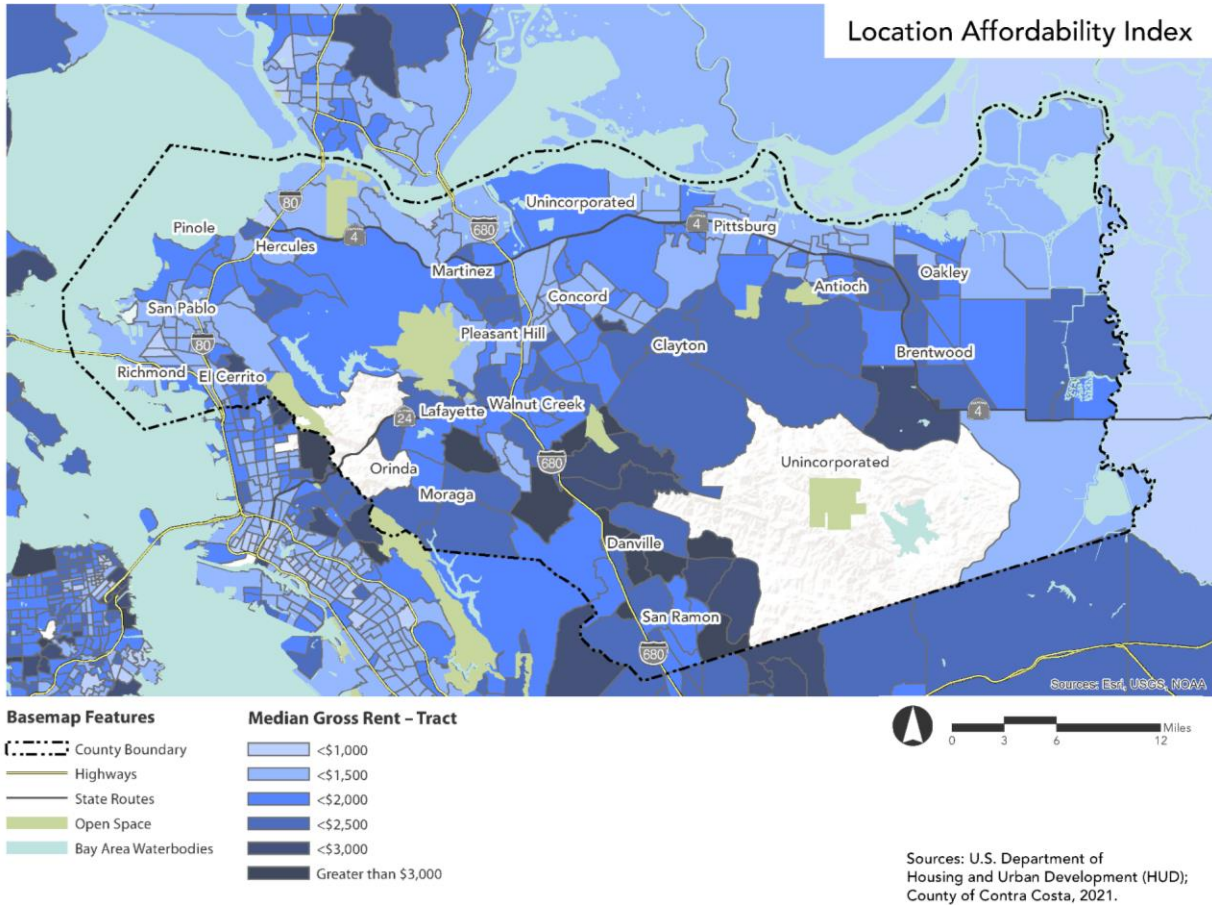 Location Affordability Index
80
Unincorporated
Pinole
4
680
4
Pittsburg
Hercules
Martinez
Oakley
Antioch
San Pablo
Concord
80
Pleasant Hill
Clayton
Brentwood
Richmond
El Cerrito
24
Lafayette
Walnut Creek
4
Orinda
680
Unincorporated
Moraga
Danville
San Ramon
680
Sources: Esri, USGS, NOAA
Basemap Features
County Boundary
Highways
State Routes
Open Space
Bay Area Waterbodies
Median Gross Rent – Tract
<$1,000
<$1,500
<$2,000
<$2,500
<$3,000
Greater than $3,000
0 3 6 12 Miles
Sources: U.S. Department of
Housing and Urban Development (HUD);
County of Contra Costa, 2021.